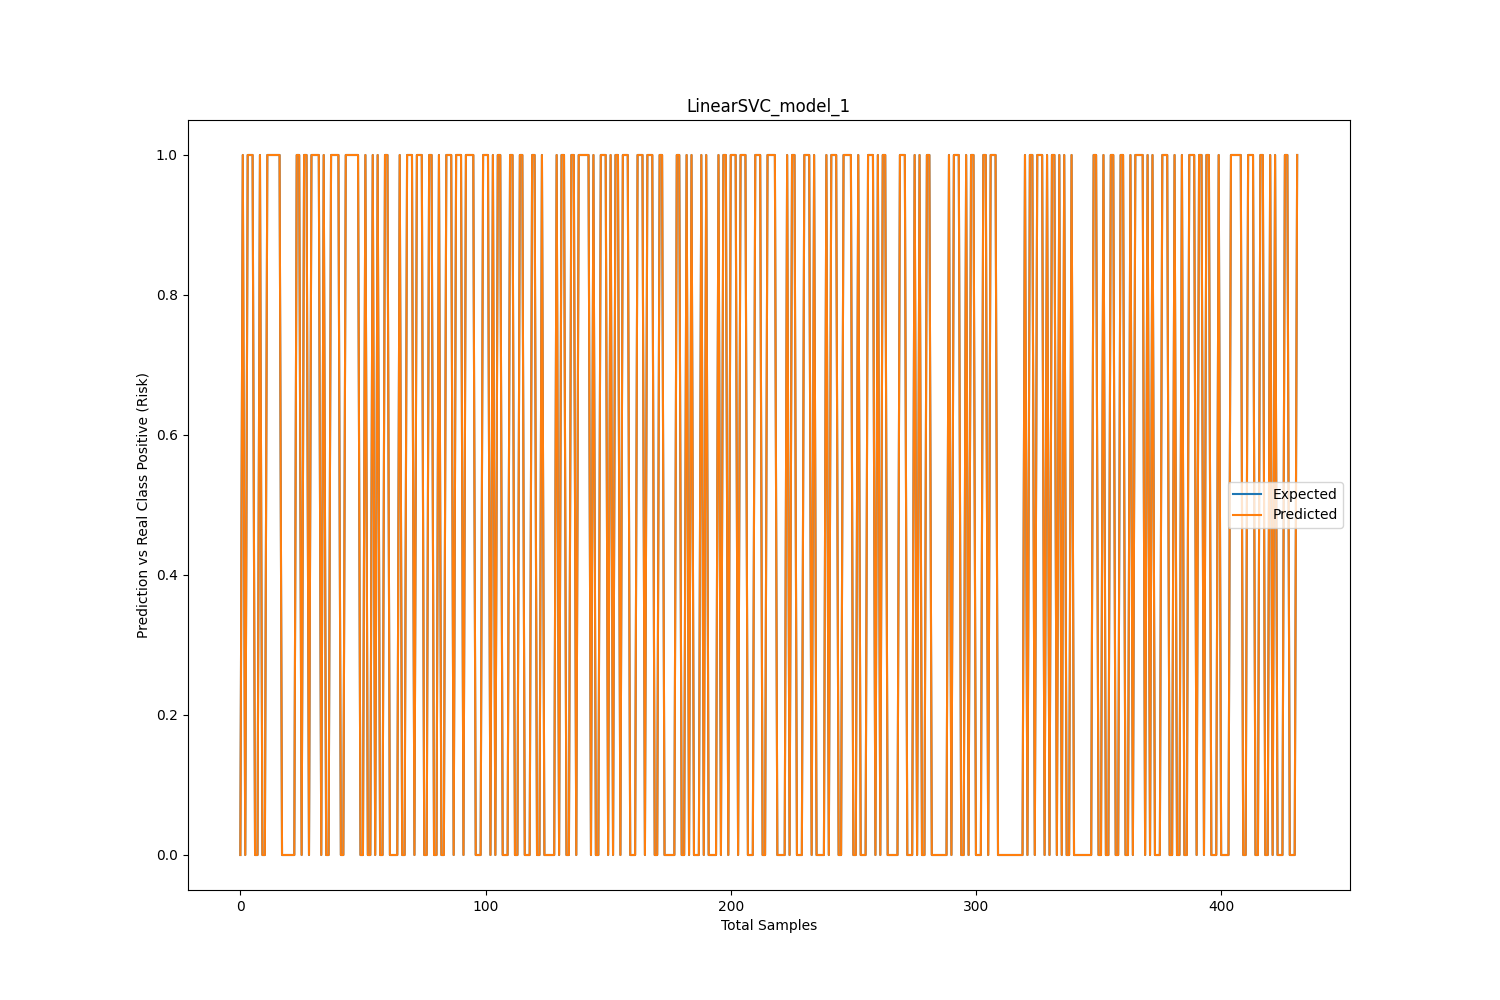 LinearSVC_model_1
Prediction vs Real Class Positive (Risk)
1.0
0.8
0.6
0.4
0.2
0.0
Expected
Predicted
0
100
200
300
400
Total Samples